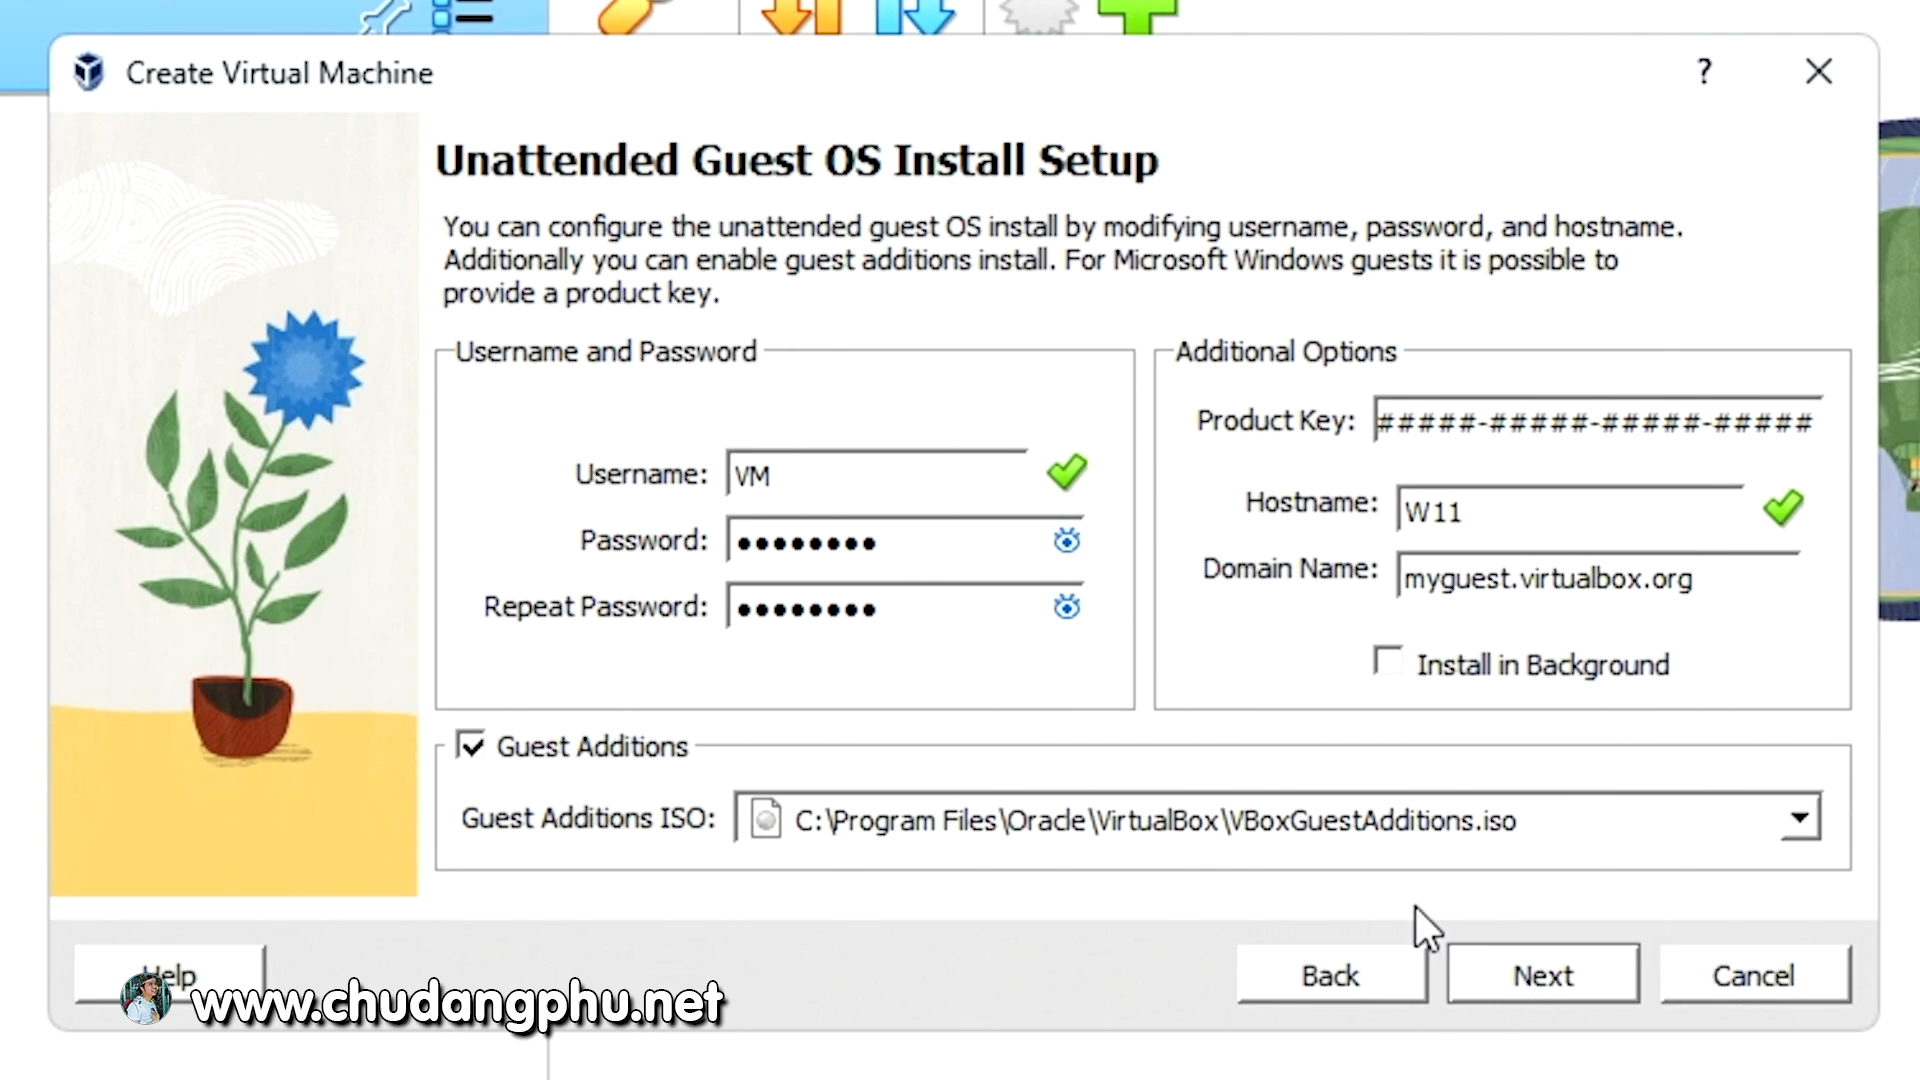 Create Virtual Machine
?
Unattended Guest OS Install Setup
You can configure the unattended guest OS install by modifying username, password, and hostname.
Additionally you can enable guest additions install. For Microsoft Windows guests it is possible to
provide a product key.
Username and Password
Username: VM
Password: ●●●●●●●●
Repeat Password: ●●●●●●●●
Additional Options
Product Key: #####-#####-#####-#####
Hostname: W11
Domain Name: myguest.virtualbox.org
Install in Background
Guest Additions
Guest Additions ISO: C:\Program Files\Oracle\VirtualBox\VBoxGuestAdditions.iso
Help
Back
Next
Cancel
www.chudangphu.net